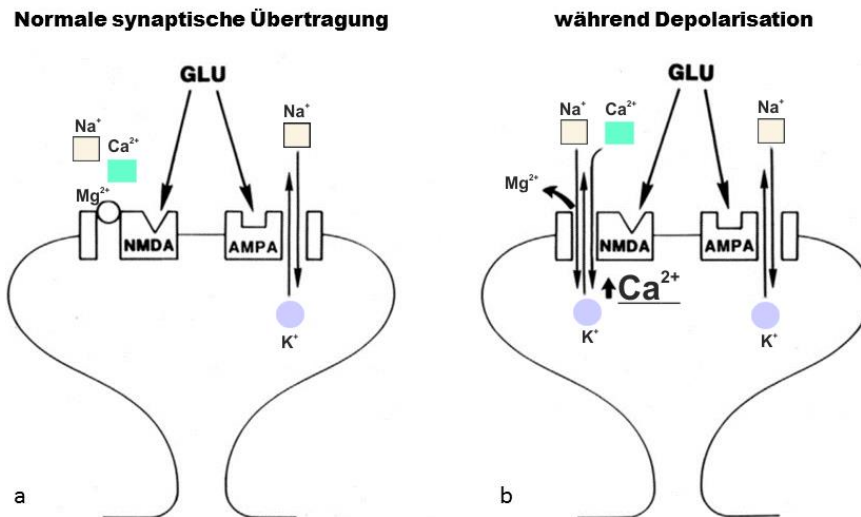 Normale synaptische Übertragung
während Depolarisation
GLU
Na⁺
Ca²⁺
Mg²⁺
Na⁺
NMDA
AMPA
K⁺
a
GLU
Na⁺
Ca²⁺
Na⁺
Mg²⁺
NMDA
AMPA
Ca²⁺
K⁺
K⁺
b